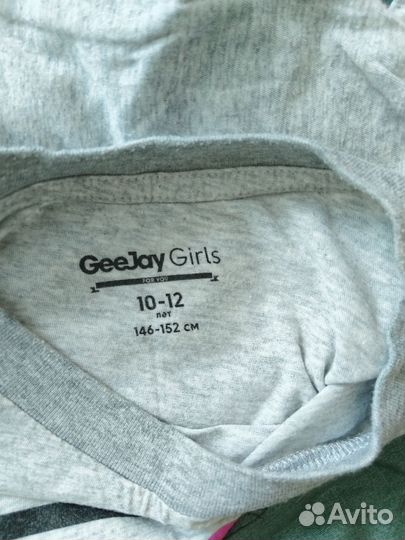 GeeJay Girls
FOR YOU
10-12
лет
146-152 см
Avito